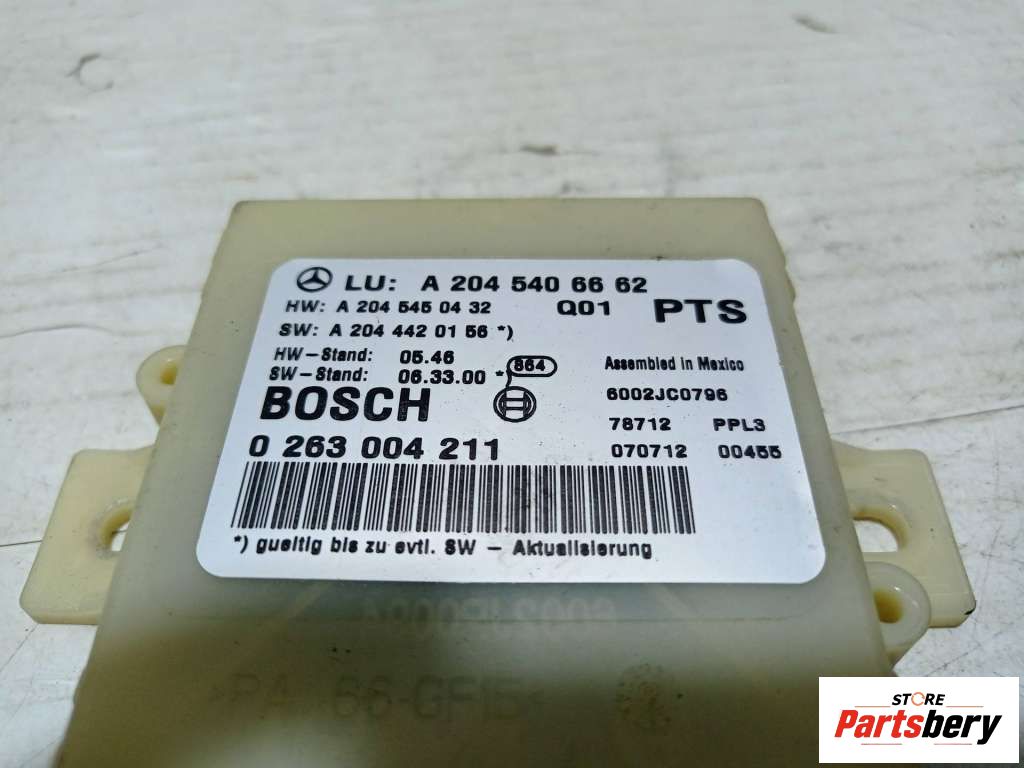 LU: A 204 540 66 62
HW: A 204 545 04 32 Q01 PTS
SW: A 204 442 01 56 *)
HW-Stand: 05.46 864 Assembled in Mexico
SW-Stand: 06.33.00 * 6002JC0796
BOSCH 78712 PPL3
0 263 004 211 070712 00455
*) gueltig bis zu evtl. SW - Aktualisierung
STORE
Partsbery